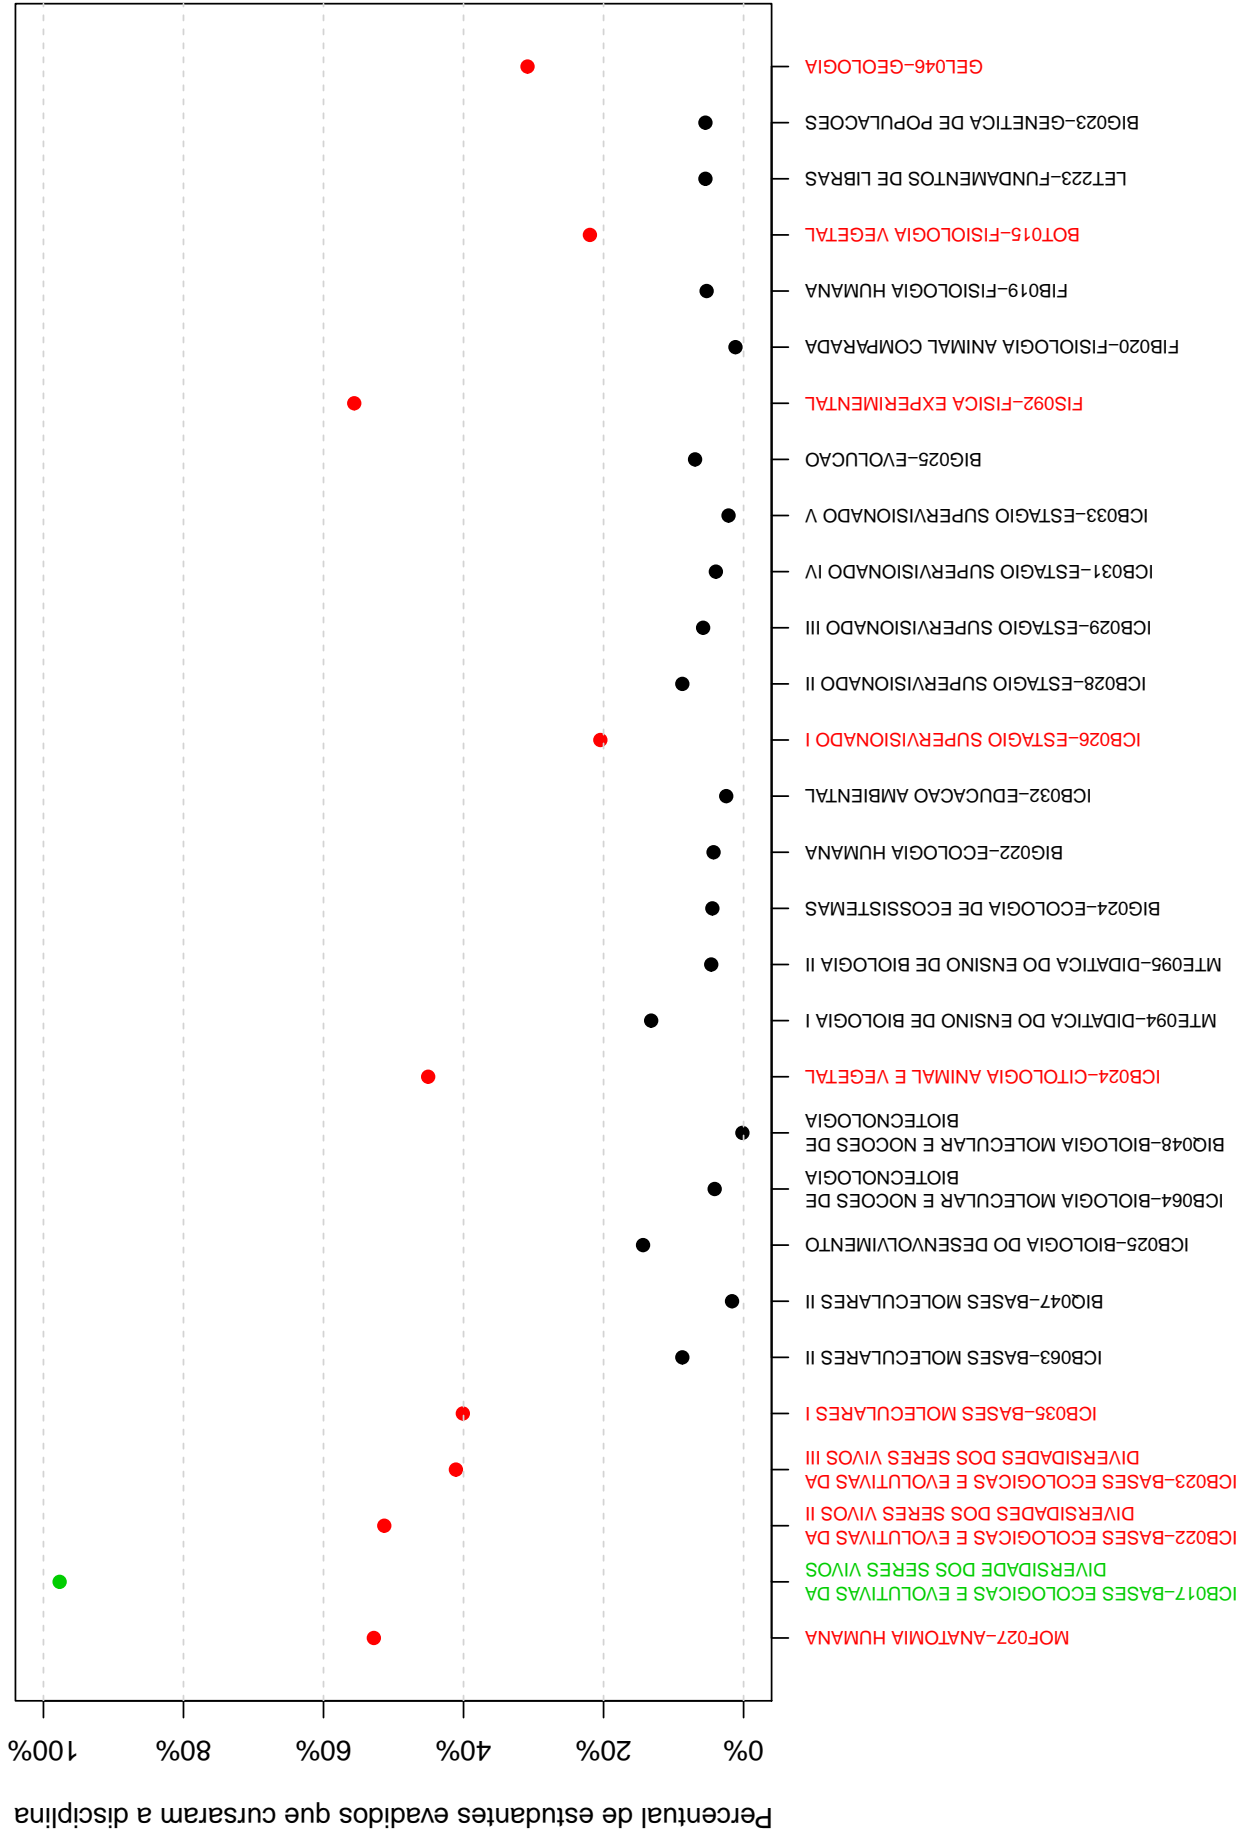 Percentual de estudantes evadidos que cursaram a disciplina
0%
20%
40%
60%
80%
100%
MOF027−ANATOMIA HUMANA
ICB017−BASES ECOLOGICAS E EVOLUTIVAS DA
DIVERSIDADE DOS SERES VIVOS
ICB022−BASES ECOLOGICAS E EVOLUTIVAS DA
DIVERSIDADES DOS SERES VIVOS II
ICB023−BASES ECOLOGICAS E EVOLUTIVAS DA
DIVERSIDADES DOS SERES VIVOS III
ICB035−BASES MOLECULARES I
ICB063−BASES MOLECULARES II
BIQ047−BASES MOLECULARES II
ICB025−BIOLOGIA DO DESENVOLVIMENTO
ICB064−BIOLOGIA MOLECULAR E NOCOES DE
BIOTECNOLOGIA
BIQ048−BIOLOGIA MOLECULAR E NOCOES DE
BIOTECNOLOGIA
ICB024−CITOLOGIA ANIMAL E VEGETAL
MTE094−DIDATICA DO ENSINO DE BIOLOGIA I
MTE095−DIDATICA DO ENSINO DE BIOLOGIA II
BIG024−ECOLOGIA DE ECOSSISTEMAS
BIG022−ECOLOGIA HUMANA
ICB032−EDUCACAO AMBIENTAL
ICB026−ESTAGIO SUPERVISIONADO I
ICB028−ESTAGIO SUPERVISIONADO II
ICB029−ESTAGIO SUPERVISIONADO III
ICB031−ESTAGIO SUPERVISIONADO IV
ICB033−ESTAGIO SUPERVISIONADO V
BIG025−EVOLUCAO
FIS092−FISICA EXPERIMENTAL
FIB020−FISIOLOGIA ANIMAL COMPARADA
FIB019−FISIOLOGIA HUMANA
BOT015−FISIOLOGIA VEGETAL
LET223−FUNDAMENTOS DE LIBRAS
BIG023−GENETICA DE POPULACOES
GEL046−GEOLOGIA